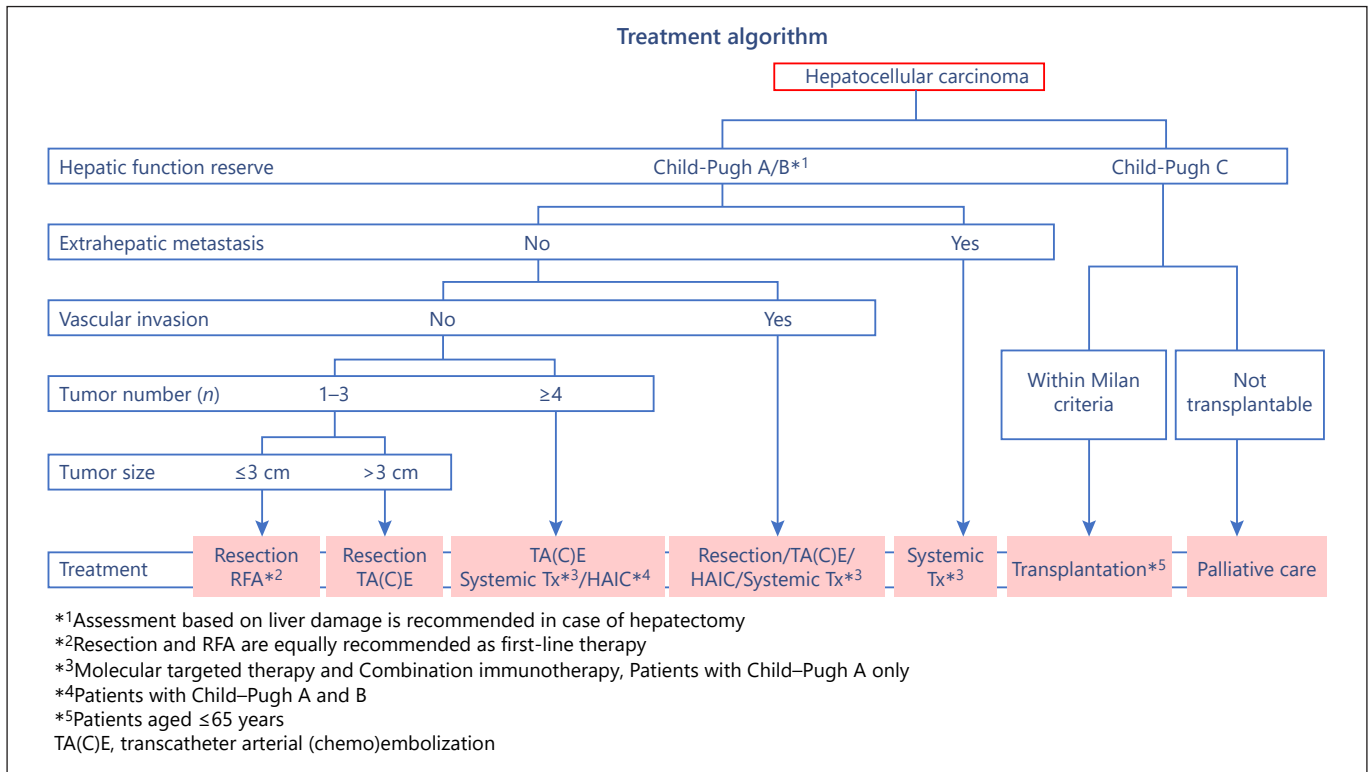 Treatment algorithm
Hepatocellular carcinoma
Hepatic function reserve Child-Pugh A/B*1 Child-Pugh C
Extrahepatic metastasis No Yes
Vascular invasion No Yes
Tumor number (n) 1–3 ≥4
Within Milan
criteria
Not
transplantable
Tumor size ≤3 cm >3 cm
Treatment
Resection
RFA*2
Resection
TA(C)E
TA(C)E
Systemic Tx*3/HAIC*4
Resection/TA(C)E/
HAIC/Systemic Tx*3
Systemic
Tx*3
Transplantation*5
Palliative care
*1Assessment based on liver damage is recommended in case of hepatectomy
*2Resection and RFA are equally recommended as first-line therapy
*3Molecular targeted therapy and Combination immunotherapy, Patients with Child–Pugh A only
*4Patients with Child–Pugh A and B
*5Patients aged ≤65 years
TA(C)E, transcatheter arterial (chemo)embolization